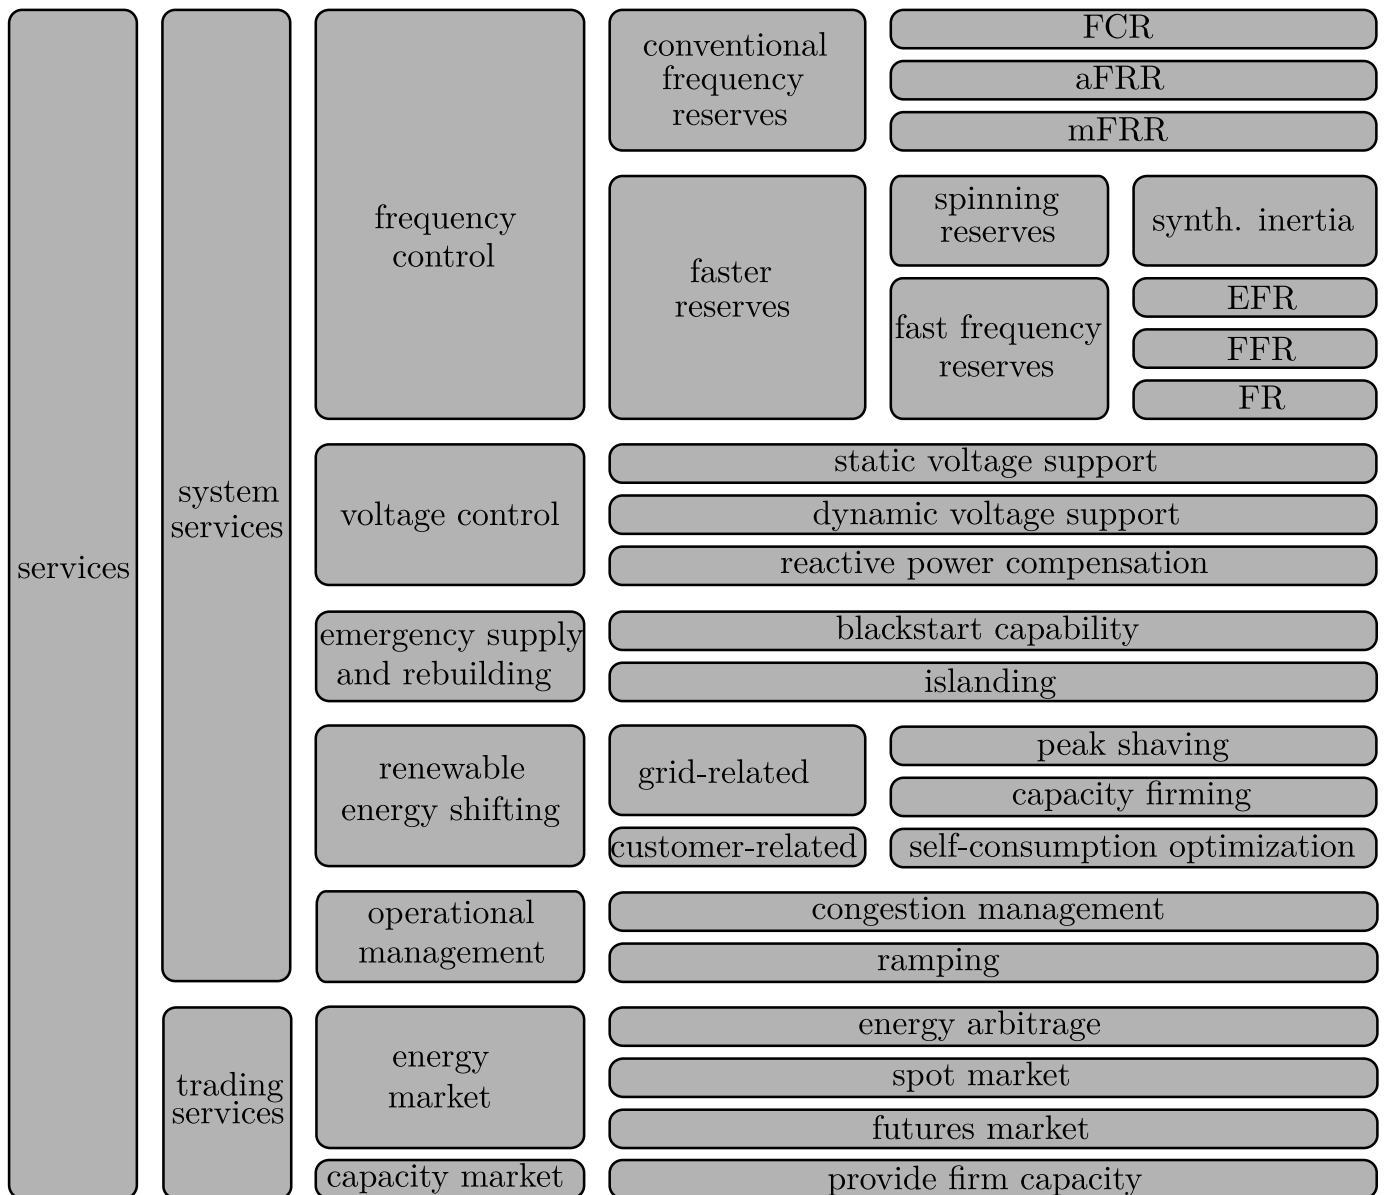 services
system
services
frequency
control
conventional
frequency
reserves
FCR
aFRR
mFRR
faster
reserves
spinning
reserves
synth. inertia
fast frequency
reserves
EFR
FFR
FR
voltage control
static voltage support
dynamic voltage support
reactive power compensation
emergency supply
and rebuilding
blackstart capability
islanding
renewable
energy shifting
grid-related
peak shaving
capacity firming
customer-related
self-consumption optimization
operational
management
congestion management
ramping
trading
services
energy
market
energy arbitrage
spot market
futures market
capacity market
provide firm capacity